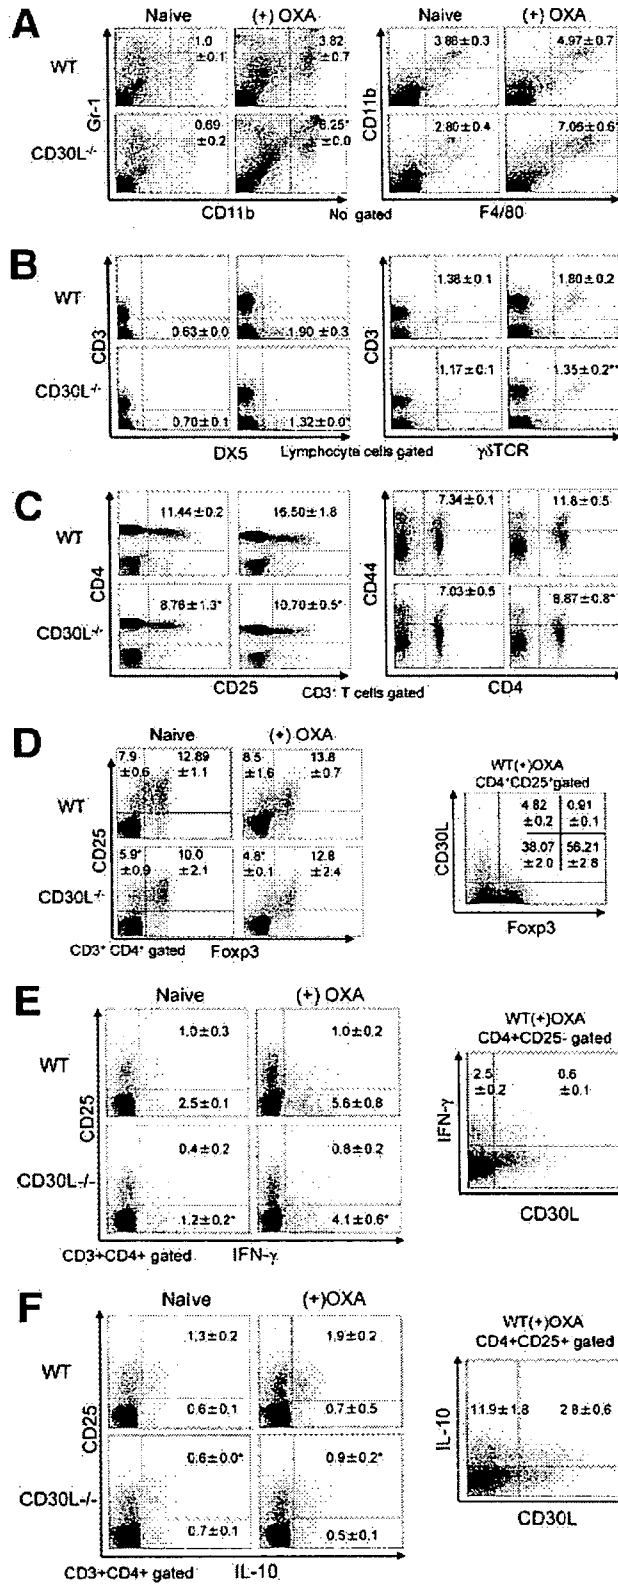 A
Naive
(+) OXA
Naive
(+) OXA
WT
1.0
±0.1
3.82
±0.7
3.86±0.3
4.97±0.7
Gr-1
CD11b
CD30L-/-
0.69
±0.2
±0.0
2.80±0.4
CD11b
F4/80
B
WT
0.63±0.0
1.90±0.3
1.38±0.1
1.80±0.2
CD3
CD3
CD30L-/-
0.70±0.1
1.32±0.0*
1.17±0.1
1.35±0.2**
DX5
Lymphocyte cells gated
γδTCR
C
WT
11.44±0.2
16.50±1.8
7.34±0.1
11.8±0.5
CD4
CD44
CD30L-/-
8.76±1.3*
10.70±0.5*
7.03±0.5
8.87±0.8*
CD25
CD3+ T cells gated
CD4
D
Naive
(+) OXA
WT
7.9
±0.6
12.89
±1.1
8.5
±1.6
13.8
±0.7
CD25
CD30L-/-
5.9*
±0.9
10.0
±2.1
4.8*
±0.1
12.8
±2.4
CD3+ CD4+ gated
Foxp3
WT(+)OXA
CD4+CD25+gated
CD30L
4.82
±0.2
0.91
±0.1
38.07
±2.0
56.21
±2.8
Foxp3
E
Naive
(+) OXA
WT
1.0±0.3
1.0±0.2
2.5±0.1
5.6±0.8
CD25
CD30L-/-
0.4±0.2
0.8±0.2
1.2±0.2*
4.1±0.6*
CD3+CD4+ gated
IFN-γ
WT(+)OXA
CD4+CD25- gated
IFN-γ
2.5
±0.2
0.6
±0.1
CD30L
F
Naive
(+)OXA
WT
1.3±0.2
1.9±0.2
0.6±0.1
0.7±0.5
CD25
CD30L-/-
0.6±0.0*
0.9±0.2*
0.7±0.1
0.5±0.1
CD3+CD4+ gated
IL-10
WT(+)OXA
CD4+CD25+ gated
IL-10
11.9±1.8
2.8±0.6
CD30L